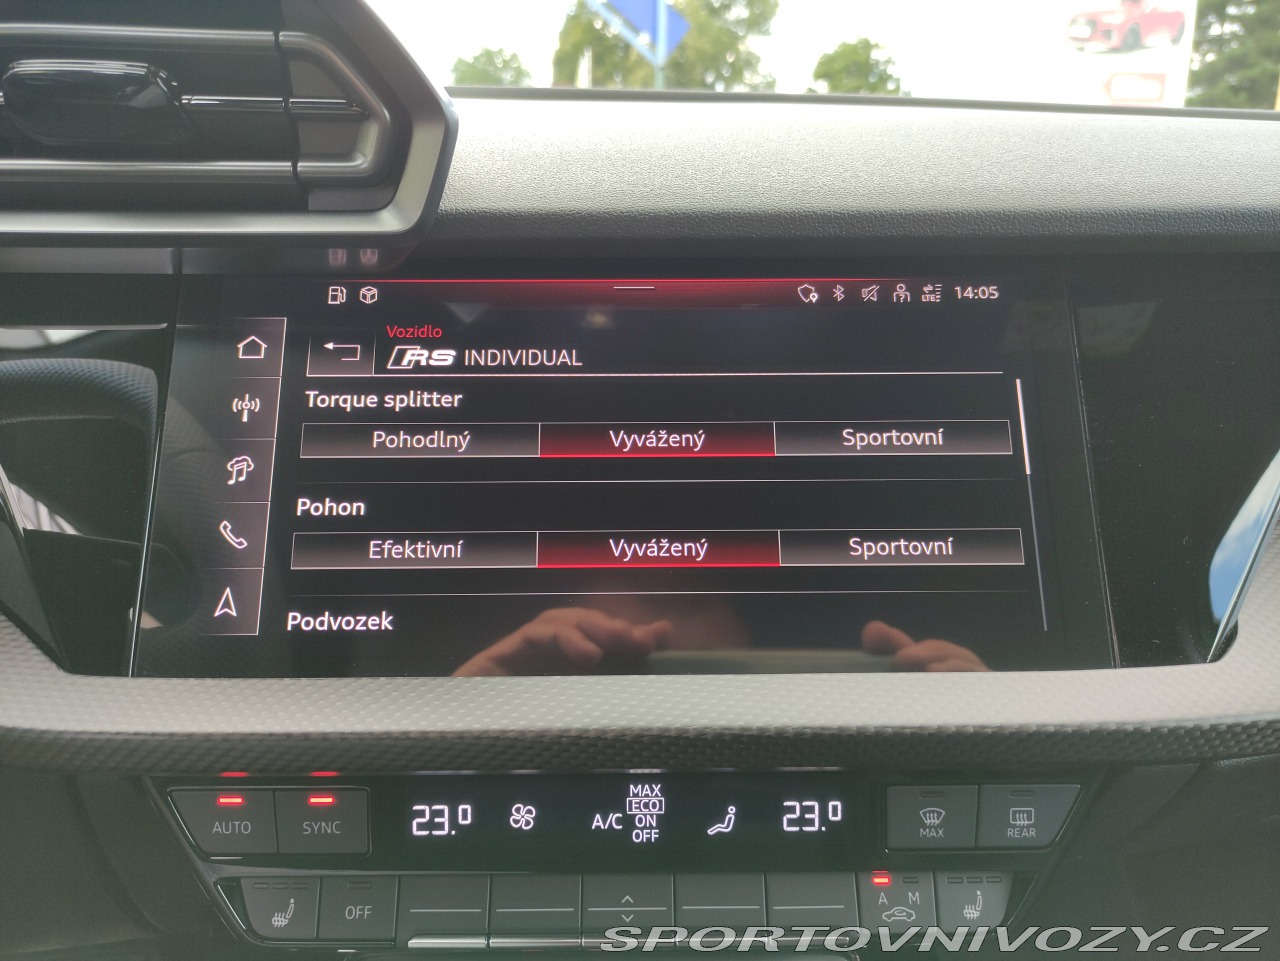 LTE 14:05
Vozidlo
RS INDIVIDUAL
Torque splitter
Pohodlný Vyvážený Sportovní
Pohon
Efektivní Vyvážený Sportovní
Podvozek
AUTO SYNC 23.0 A/C MAX ECO ON OFF 23.0 MAX REAR
OFF A M
SPORTOVNIVOZY.CZ